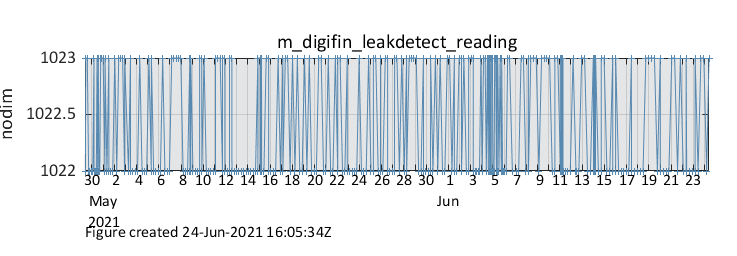 m_digifin_leakdetect_reading
1023
1022.5
1022
nodim
30 2 4 6 8 10 12 14 16 18 20 22 24 26 28 30 1 3 5 7 9 11 13 15 17 19 21 23
May Jun
2021
Figure created 24-Jun-2021 16:05:34Z